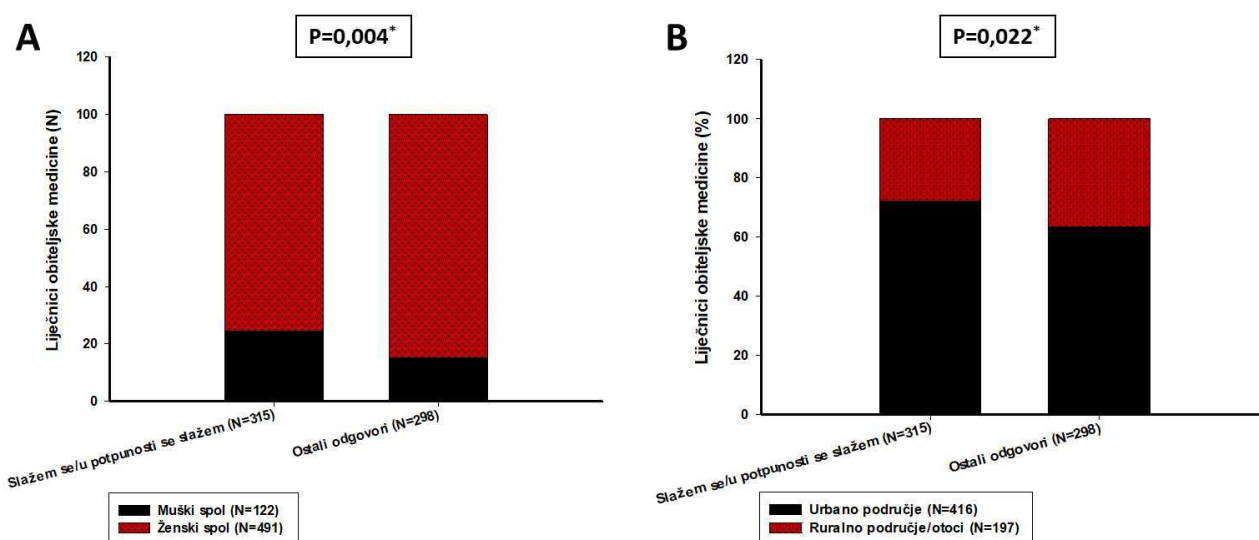 A
P=0,004*
Liječnici obiteljske medicine (N)
120
100
80
60
40
20
0
Slažem se/u potpunosti se slažem (N=315)
Ostali odgovori (N=298)
Muški spol (N=122)
Ženski spol (N=491)
B
P=0,022*
Liječnici obiteljske medicine (%)
120
100
80
60
40
20
0
Slažem se/u potpunosti se slažem (N=315)
Ostali odgovori (N=298)
Urbano područje (N=416)
Ruralno područje/otoci (N=197)